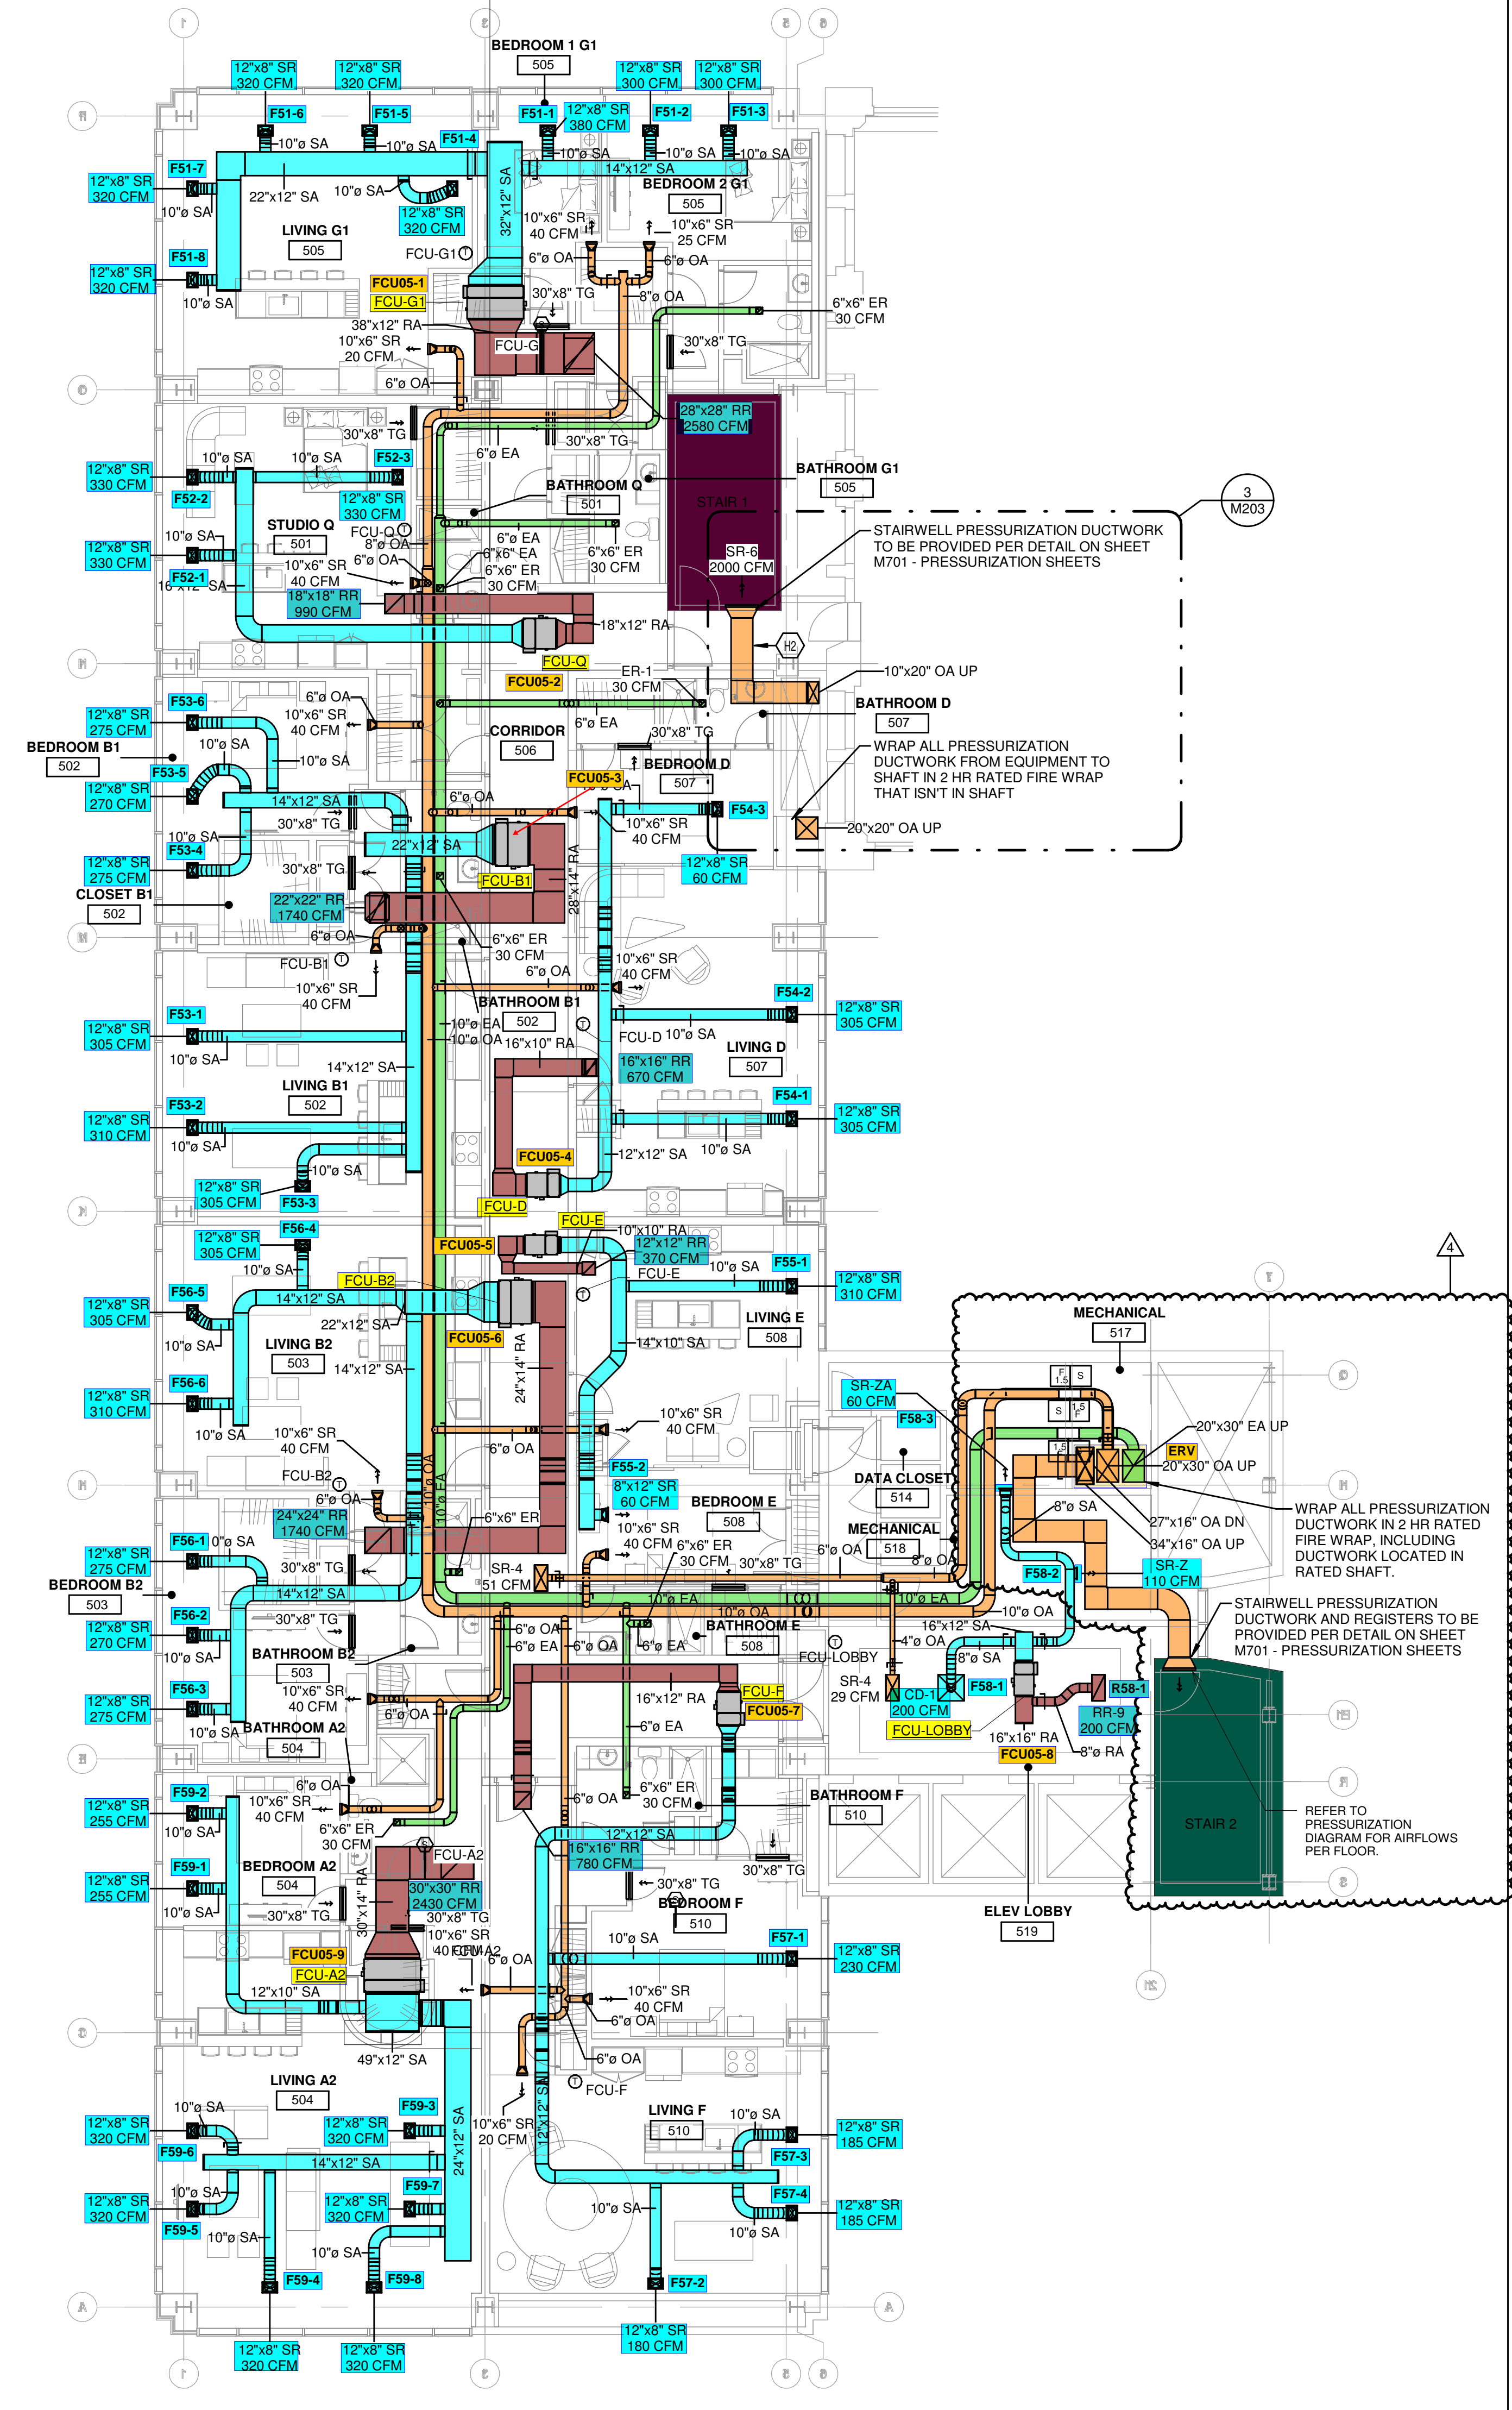 BEDROOM 1 G1
505
12"x8" SR
320 CFM
12"x8" SR
320 CFM
12"x8" SR
300 CFM
12"x8" SR
300 CFM
F51-6
F51-5
F51-4
F51-1
12"x8" SR
380 CFM
F51-2
F51-3
10"ø SA
10"ø SA
10"ø SA
10"ø SA
10"ø SA
F51-7
12"x8" SR
320 CFM
10"ø SA
22"x12" SA
10"ø SA
12"x8" SR
320 CFM
14"x12" SA
BEDROOM 2 G1
505
32"x12" SA
LIVING G1
505
10"x6" SR
40 CFM
10"x6" SR
25 CFM
F51-8
12"x8" SR
320 CFM
10"ø SA
FCU-G1
T
6"ø OA
6"ø OA
FCU05-1
FCU-G1
30"x8" TG
8"ø OA
6"x6" ER
30 CFM
38"x12" RA
10"x6" SR
20 CFM
FCU-G
30"x8" TG
6"ø OA
28"x28" RR
2580 CFM
30"x8" TG
30"x8" TG
6"ø EA
10"ø SA
10"ø SA
F52-3
12"x8" SR
330 CFM
F52-2
12"x8" SR
330 CFM
BATHROOM Q
501
BATHROOM G1
505
STAIR 1
3
M203
STUDIO Q
501
10"ø SA
12"x8" SR
330 CFM
F52-1
16"x12" SA
FCU-Q
T
8"ø OA
6"ø OA
10"x6" SR
40 CFM
6"ø EA
6"x6" EA
6"x6" ER
30 CFM
6"x6" ER
30 CFM
SR-6
2000 CFM
STAIRWELL PRESSURIZATION DUCTWORK
TO BE PROVIDED PER DETAIL ON SHEET
M701 - PRESSURIZATION SHEETS
18"x18" RR
990 CFM
18"x12" RA
H2
FCU-Q
FCU05-2
ER-1
30 CFM
10"x20" OA UP
F53-6
12"x8" SR
275 CFM
6"ø OA
10"x6" SR
40 CFM
6"ø EA
BATHROOM D
507
CORRIDOR
506
30"x8" TG
BEDROOM B1
502
10"ø SA
10"ø SA
F53-5
12"x8" SR
270 CFM
FCU05-3
BEDROOM D
507
WRAP ALL PRESSURIZATION
DUCTWORK FROM EQUIPMENT TO
SHAFT IN 2 HR RATED FIRE WRAP
THAT ISN'T IN SHAFT
14"x12" SA
6"ø OA
F54-3
30"x8" TG
10"x6" SR
40 CFM
20"x20" OA UP
10"ø SA
F53-4
12"x8" SR
275 CFM
22"x12" SA
30"x8" TG
FCU-B1
28"x14" RA
12"x8" SR
60 CFM
CLOSET B1
502
22"x22" RR
1740 CFM
6"ø OA
FCU-B1
T
6"x6" ER
30 CFM
10"x6" SR
40 CFM
10"x6" SR
40 CFM
6"ø OA
BATHROOM B1
502
F54-2
12"x8" SR
305 CFM
F53-1
12"x8" SR
305 CFM
10"ø SA
10"ø EA
10"ø OA
16"x10" RA
T
FCU-D
10"ø SA
LIVING D
507
14"x12" SA
16"x16" RR
670 CFM
LIVING B1
502
F53-2
12"x8" SR
310 CFM
10"ø SA
F54-1
12"x8" SR
305 CFM
10"ø SA
12"x12" SA
10"ø SA
FCU05-4
12"x8" SR
305 CFM
F53-3
FCU-D
F56-4
12"x8" SR
305 CFM
FCU-E
10"x10" RA
FCU05-5
12"x12" RR
370 CFM
FCU-E
T
10"ø SA
F55-1
12"x8" SR
310 CFM
10"ø SA
F56-5
12"x8" SR
305 CFM
FCU-B2
14"x12" SA
22"x12" SA
FCU05-6
10"ø SA
LIVING B2
503
14"x12" SA
24"x14" RA
14"x10" SA
LIVING E
508
MECHANICAL
517
4
F56-6
12"x8" SR
310 CFM
10"ø SA
SR-ZA
60 CFM
F58-3
F
1.5
S
S
1.5
F
1.5
10"x6" SR
40 CFM
10"x6" SR
40 CFM
6"ø OA
FCU-B2
T
6"ø OA
10"ø OA
10"ø EA
F55-2
8"x12" SR
60 CFM
20"x30" EA UP
ERV
20"x30" OA UP
DATA CLOSET
514
BEDROOM E
508
24"x24" RR
1740 CFM
F56-1
12"x8" SR
275 CFM
30"x8" TG
6"x6" ER
10"x6" SR
40 CFM
6"x6" ER
30 CFM
MECHANICAL
518
8"ø SA
27"x16" OA DN
34"x16" OA UP
WRAP ALL PRESSURIZATION
DUCTWORK IN 2 HR RATED
FIRE WRAP, INCLUDING
DUCTWORK LOCATED IN
RATED SHAFT.
BEDROOM B2
503
14"x12" SA
SR-4
51 CFM
30"x8" TG
6"ø OA
8"ø OA
F58-2
SR-Z
110 CFM
F56-2
12"x8" SR
270 CFM
30"x8" TG
10"ø SA
10"ø EA
10"ø OA
10"ø EA
10"ø OA
STAIRWELL PRESSURIZATION
DUCTWORK AND REGISTERS TO BE
PROVIDED PER DETAIL ON SHEET
M701 - PRESSURIZATION SHEETS
6"ø OA
6"ø EA
6"ø OA
6"ø EA
BATHROOM E
508
4"ø OA
16"x12" SA
8"ø SA
T
FCU-LOBBY
BATHROOM B2
503
F56-3
12"x8" SR
275 CFM
10"ø SA
10"x6" SR
40 CFM
6"ø OA
16"x12" RA
FCU-F
FCU05-7
SR-4
29 CFM
CD-1
200 CFM
F58-1
R58-1
FCU-LOBBY
RR-9
200 CFM
BATHROOM A2
504
6"ø EA
16"x16" RA
FCU05-8
8"ø RA
F59-2
12"x8" SR
255 CFM
10"ø SA
6"ø OA
10"x6" SR
40 CFM
6"x6" ER
30 CFM
6"ø OA
6"x6" ER
30 CFM
BATHROOM F
510
STAIR 2
REFER TO
PRESSURIZATION
DIAGRAM FOR AIRFLOWS
PER FLOOR.
12"x12" SA
FCU-A2
16"x16" RR
780 CFM
30"x8" TG
F59-1
12"x8" SR
255 CFM
10"ø SA
BEDROOM A2
504
30"x14" RA
30"x30" RR
2430 CFM
30"x8" TG
30"x8" TG
30"x8" TG
BEDROOM F
510
ELEV LOBBY
519
10"x6" SR
40 CFM
FCU-A2
6"ø OA
10"ø SA
F57-1
12"x8" SR
230 CFM
FCU05-9
FCU-A2
12"x10" SA
10"x6" SR
40 CFM
6"ø OA
49"x12" SA
6"ø OA
T
FCU-F
LIVING A2
504
10"ø SA
12"x8" SR
320 CFM
12"x8" SR
320 CFM
F59-3
24"x12" SA
10"x6" SR
20 CFM
12"x12" SA
LIVING F
510
10"ø SA
12"x8" SR
185 CFM
F59-6
14"x12" SA
F57-3
F59-7
F57-4
10"ø SA
12"x8" SR
320 CFM
12"x8" SR
320 CFM
10"ø SA
12"x8" SR
185 CFM
F59-5
10"ø SA
10"ø SA
10"ø SA
F59-4
F59-8
F57-2
12"x8" SR
320 CFM
12"x8" SR
320 CFM
12"x8" SR
180 CFM